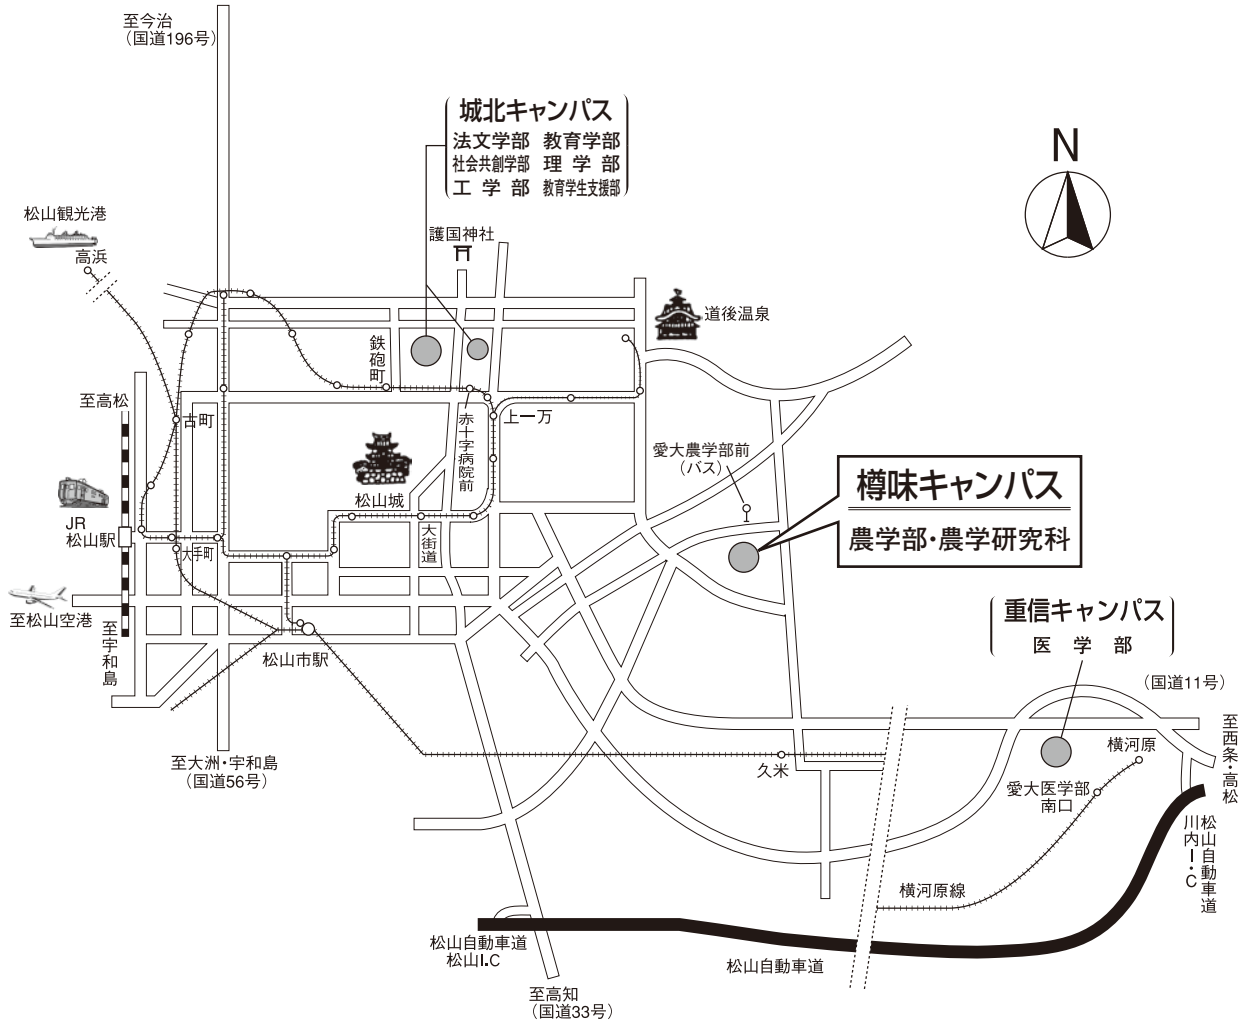 至今治
（国道196号）
城北キャンパス
法文学部 教育学部
社会共創学部 理学部
工学部 教育学生支援部
N
松山観光港
高浜
護国神社
道後温泉
鉄砲町
至高松
古町
赤十字病院前
上一万
愛大農学部前
（バス）
樽味キャンパス
農学部・農学研究科
松山城
JR
松山駅
大手町
大街道
至松山空港
至宇和島
松山市駅
重信キャンパス
医学部
（国道11号）
至西条・高松
至大洲・宇和島
（国道56号）
久米
横河原
愛大医学部
南口
松山自動車道
川内I・C
横河原線
松山自動車道
松山I.C
松山自動車道
至高知
（国道33号）